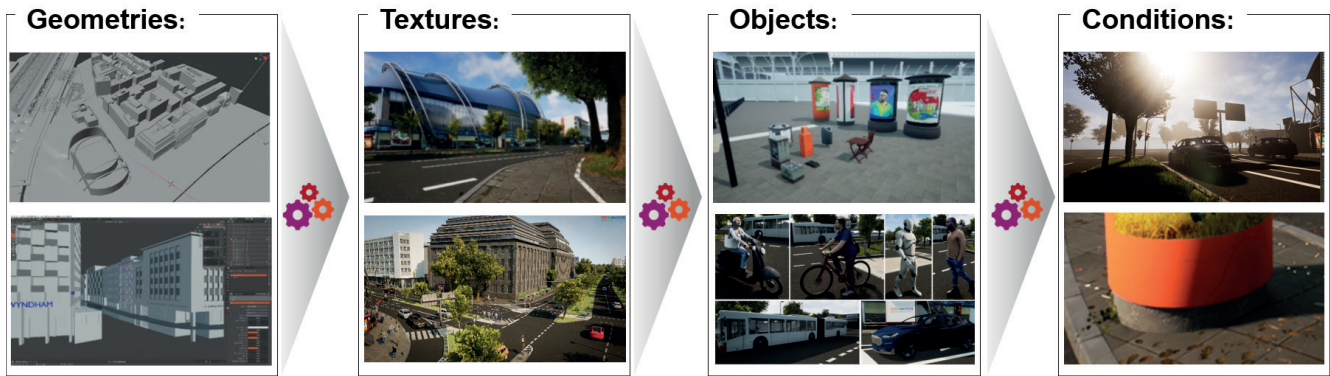 Geometries:
Textures:
Objects:
Conditions:
WYNDHAM